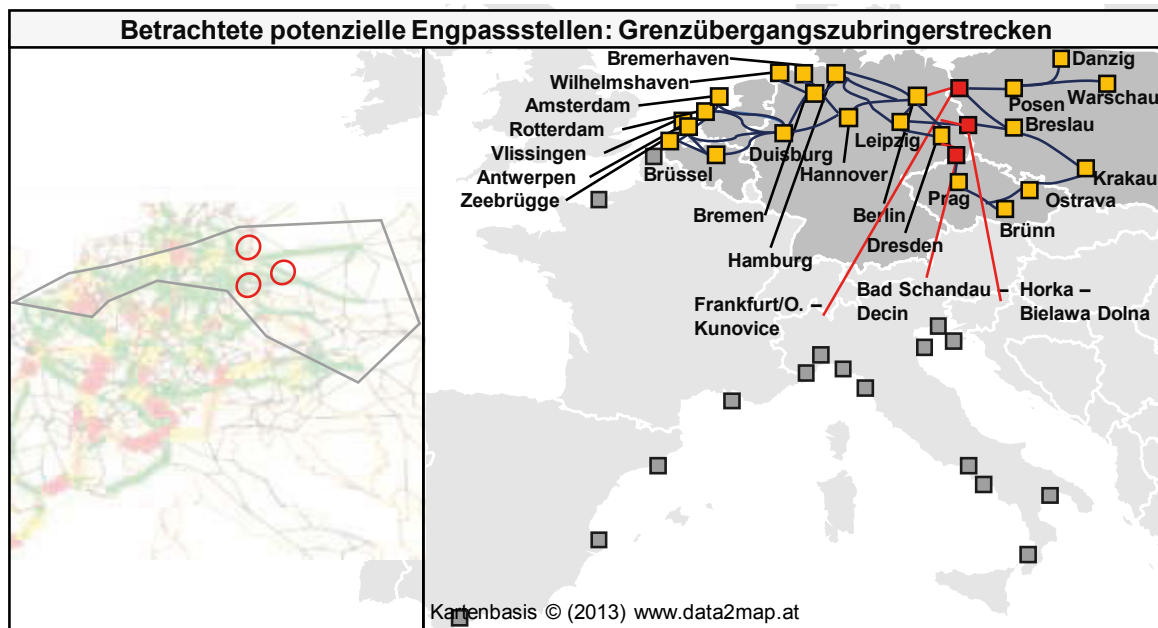 Betrachtete potenzielle Engpassstellen: Grenzübergangszubringerstrecken
Bremerhaven
Wilhelmshaven
Amsterdam
Rotterdam
Vlissingen
Antwerpen
Zeebrügge
Brüssel
Duisburg
Bremen
Hamburg
Hannover
Leipzig
Berlin
Dresden
Danzig
Posen
Warschau
Breslau
Krakau
Prag
Ostrava
Brünn
Frankfurt/O. –
Kunovice
Bad Schandau –
Decin
Horka –
Bielawa Dolna
Kartenbasis © (2013) www.data2map.at